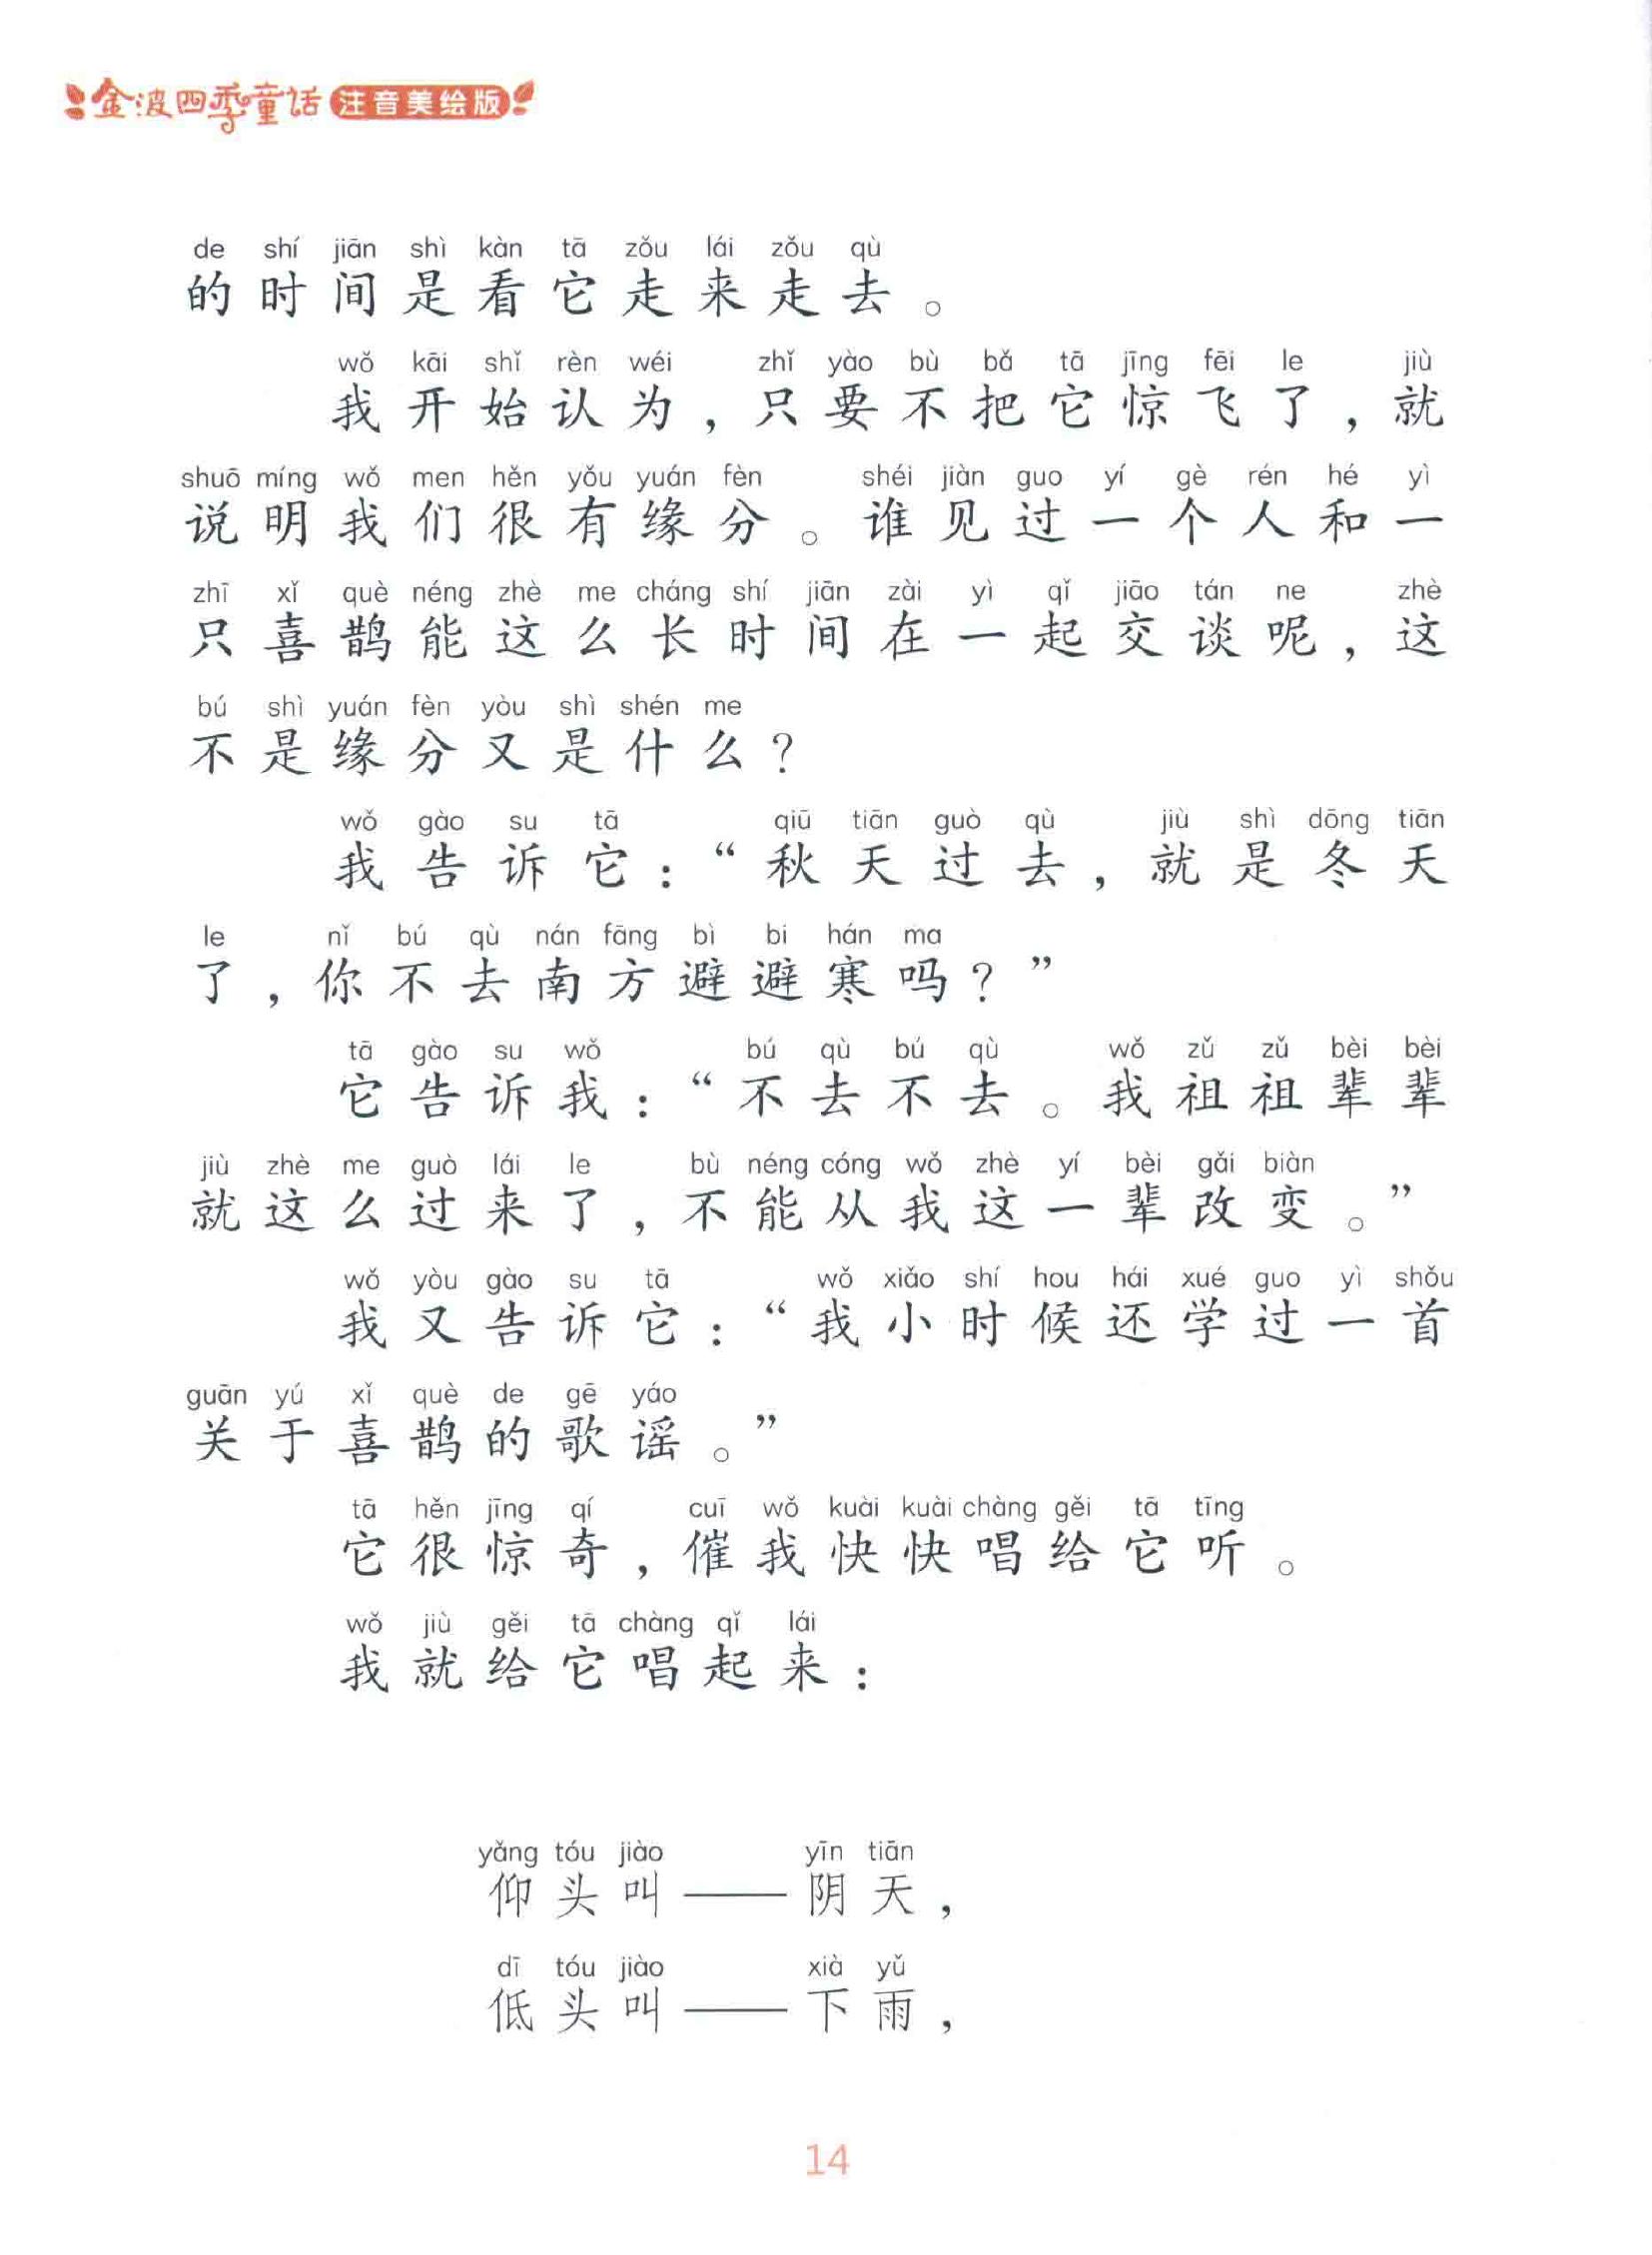 金波四季童话 注音美绘版
de shí jiān shì kàn tā zǒu lái zǒu qù
的时间是看它走来走去。
wǒ kāi shǐ rèn wéi zhǐ yào bù bǎ tā jīng fēi le jiù
我开始认为，只要不把它惊飞了，就
shuō míng wǒ men hěn yǒu yuán fèn shéi jiàn guo yí gè rén hé yì
说明我们很有缘分。谁见过一个人和一
zhī xǐ què néng zhè me cháng shí jiān zài yì qǐ jiāo tán ne zhè
只喜鹊能这么长时间在一起交谈呢，这
bú shì yuán fèn yòu shì shén me
不是缘分又是什么？
wǒ gào su tā qiū tiān guò qù jiù shì dōng tiān
我告诉它：“秋天过去，就是冬天
le nǐ bú qù nán fāng bì bi hán ma
了，你不去南方避避寒吗？”
tā gào su wǒ bú qù bú qù wǒ zǔ zǔ bèi bèi
它告诉我：“不去不去。我祖祖辈辈
jiù zhè me guò lái le bù néng cóng wǒ zhè yí bèi gǎi biàn
就这么过来了，不能从我这一辈改变。”
wǒ yòu gào su tā wǒ xiǎo shí hou hái xué guo yì shǒu
我又告诉它：“我小时候还学过一首
guān yú xǐ què de gē yáo
关于喜鹊的歌谣。”
tā hěn jīng qí cuī wǒ kuài kuài chàng gěi tā tīng
它很惊奇，催我快快唱给它听。
wǒ jiù gěi tā chàng qǐ lái
我就给它唱起来：
yǎng tóu jiào yīn tiān
仰头叫——阴天，
dī tóu jiào xià yǔ
低头叫——下雨，
14